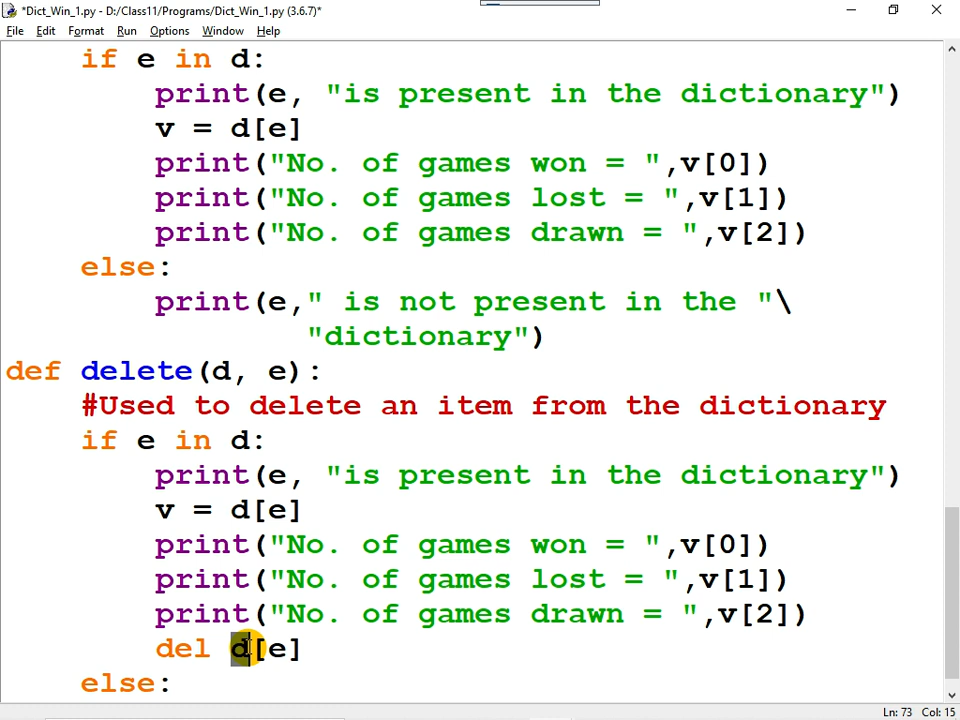 *Dict_Win_1.py - D:/Class11/Programs/Dict_Win_1.py (3.6.7)*
File Edit Format Run Options Window Help
    if e in d:
        print(e, "is present in the dictionary")
        v = d[e]
        print("No. of games won = ",v[0])
        print("No. of games lost = ",v[1])
        print("No. of games drawn = ",v[2])
    else:
        print(e," is not present in the "\
                "dictionary")
def delete(d, e):
    #Used to delete an item from the dictionary
    if e in d:
        print(e, "is present in the dictionary")
        v = d[e]
        print("No. of games won = ",v[0])
        print("No. of games lost = ",v[1])
        print("No. of games drawn = ",v[2])
        del d[e]
    else:
Ln: 73 Col: 15